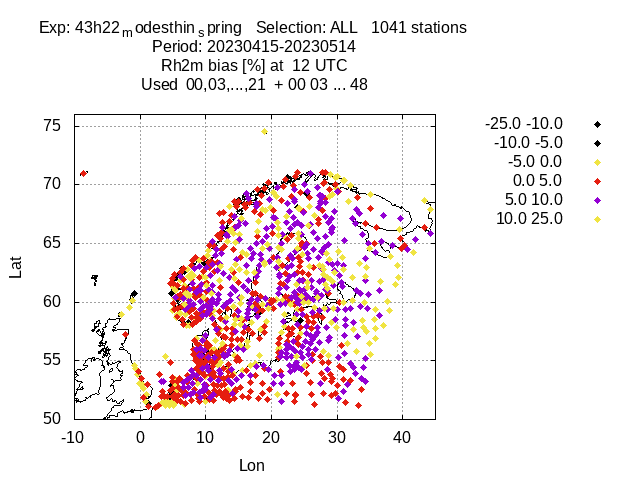 Exp: 43h22modesthinspring   Selection: ALL   1041 stations
Period: 20230415-20230514
Rh2m bias [%] at  12 UTC
Used  00,03,...,21  + 00 03 ... 48
-25.0 -10.0
-10.0 -5.0
-5.0 0.0
0.0 5.0
5.0 10.0
10.0 25.0
75
70
65
60
55
50
Lat
-10 0 10 20 30 40
Lon